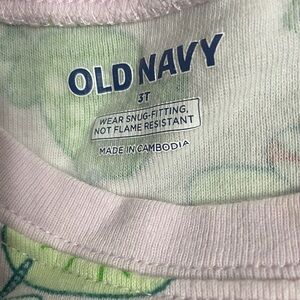 OLD NAVY
3T
WEAR SNUG-FITTING,
NOT FLAME RESISTANT
MADE IN CAMBODIA